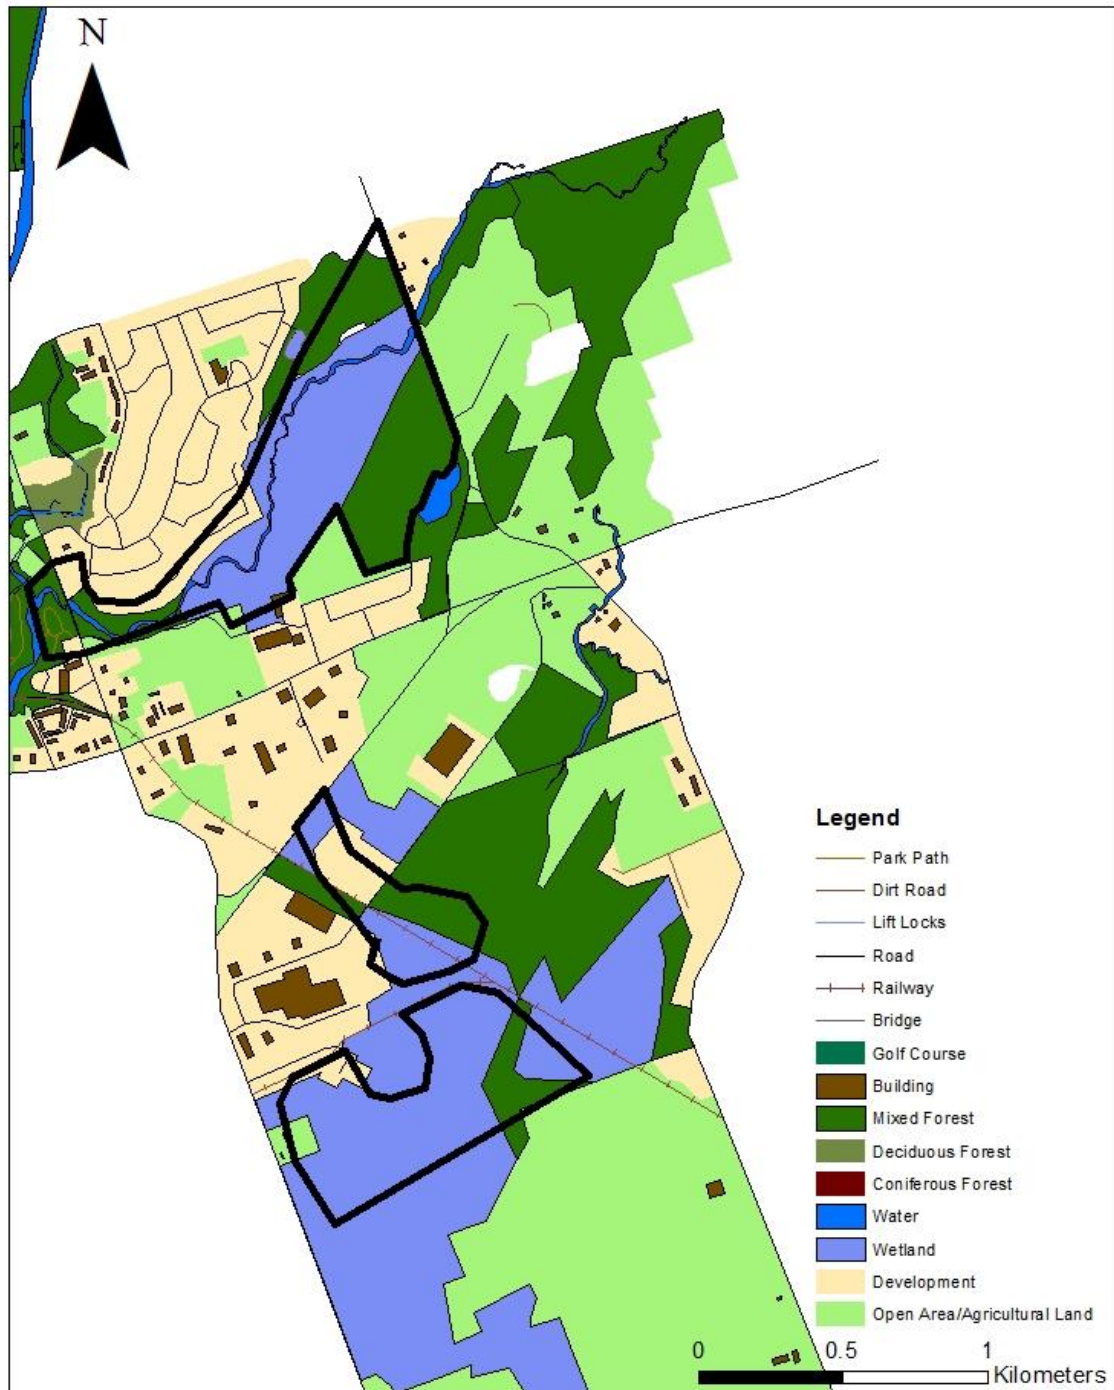 N
Legend
Park Path
Dirt Road
Lift Locks
Road
Railway
Bridge
Golf Course
Building
Mixed Forest
Deciduous Forest
Coniferous Forest
Water
Wetland
Development
Open Area/Agricultural Land
0 0.5 1
Kilometers